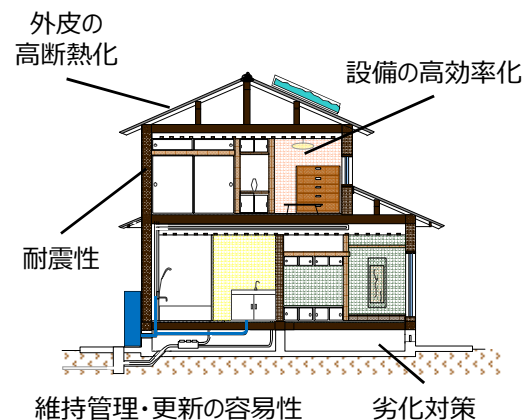 外皮の
高断熱化
設備の高効率化
耐震性
維持管理・更新の容易性
劣化対策